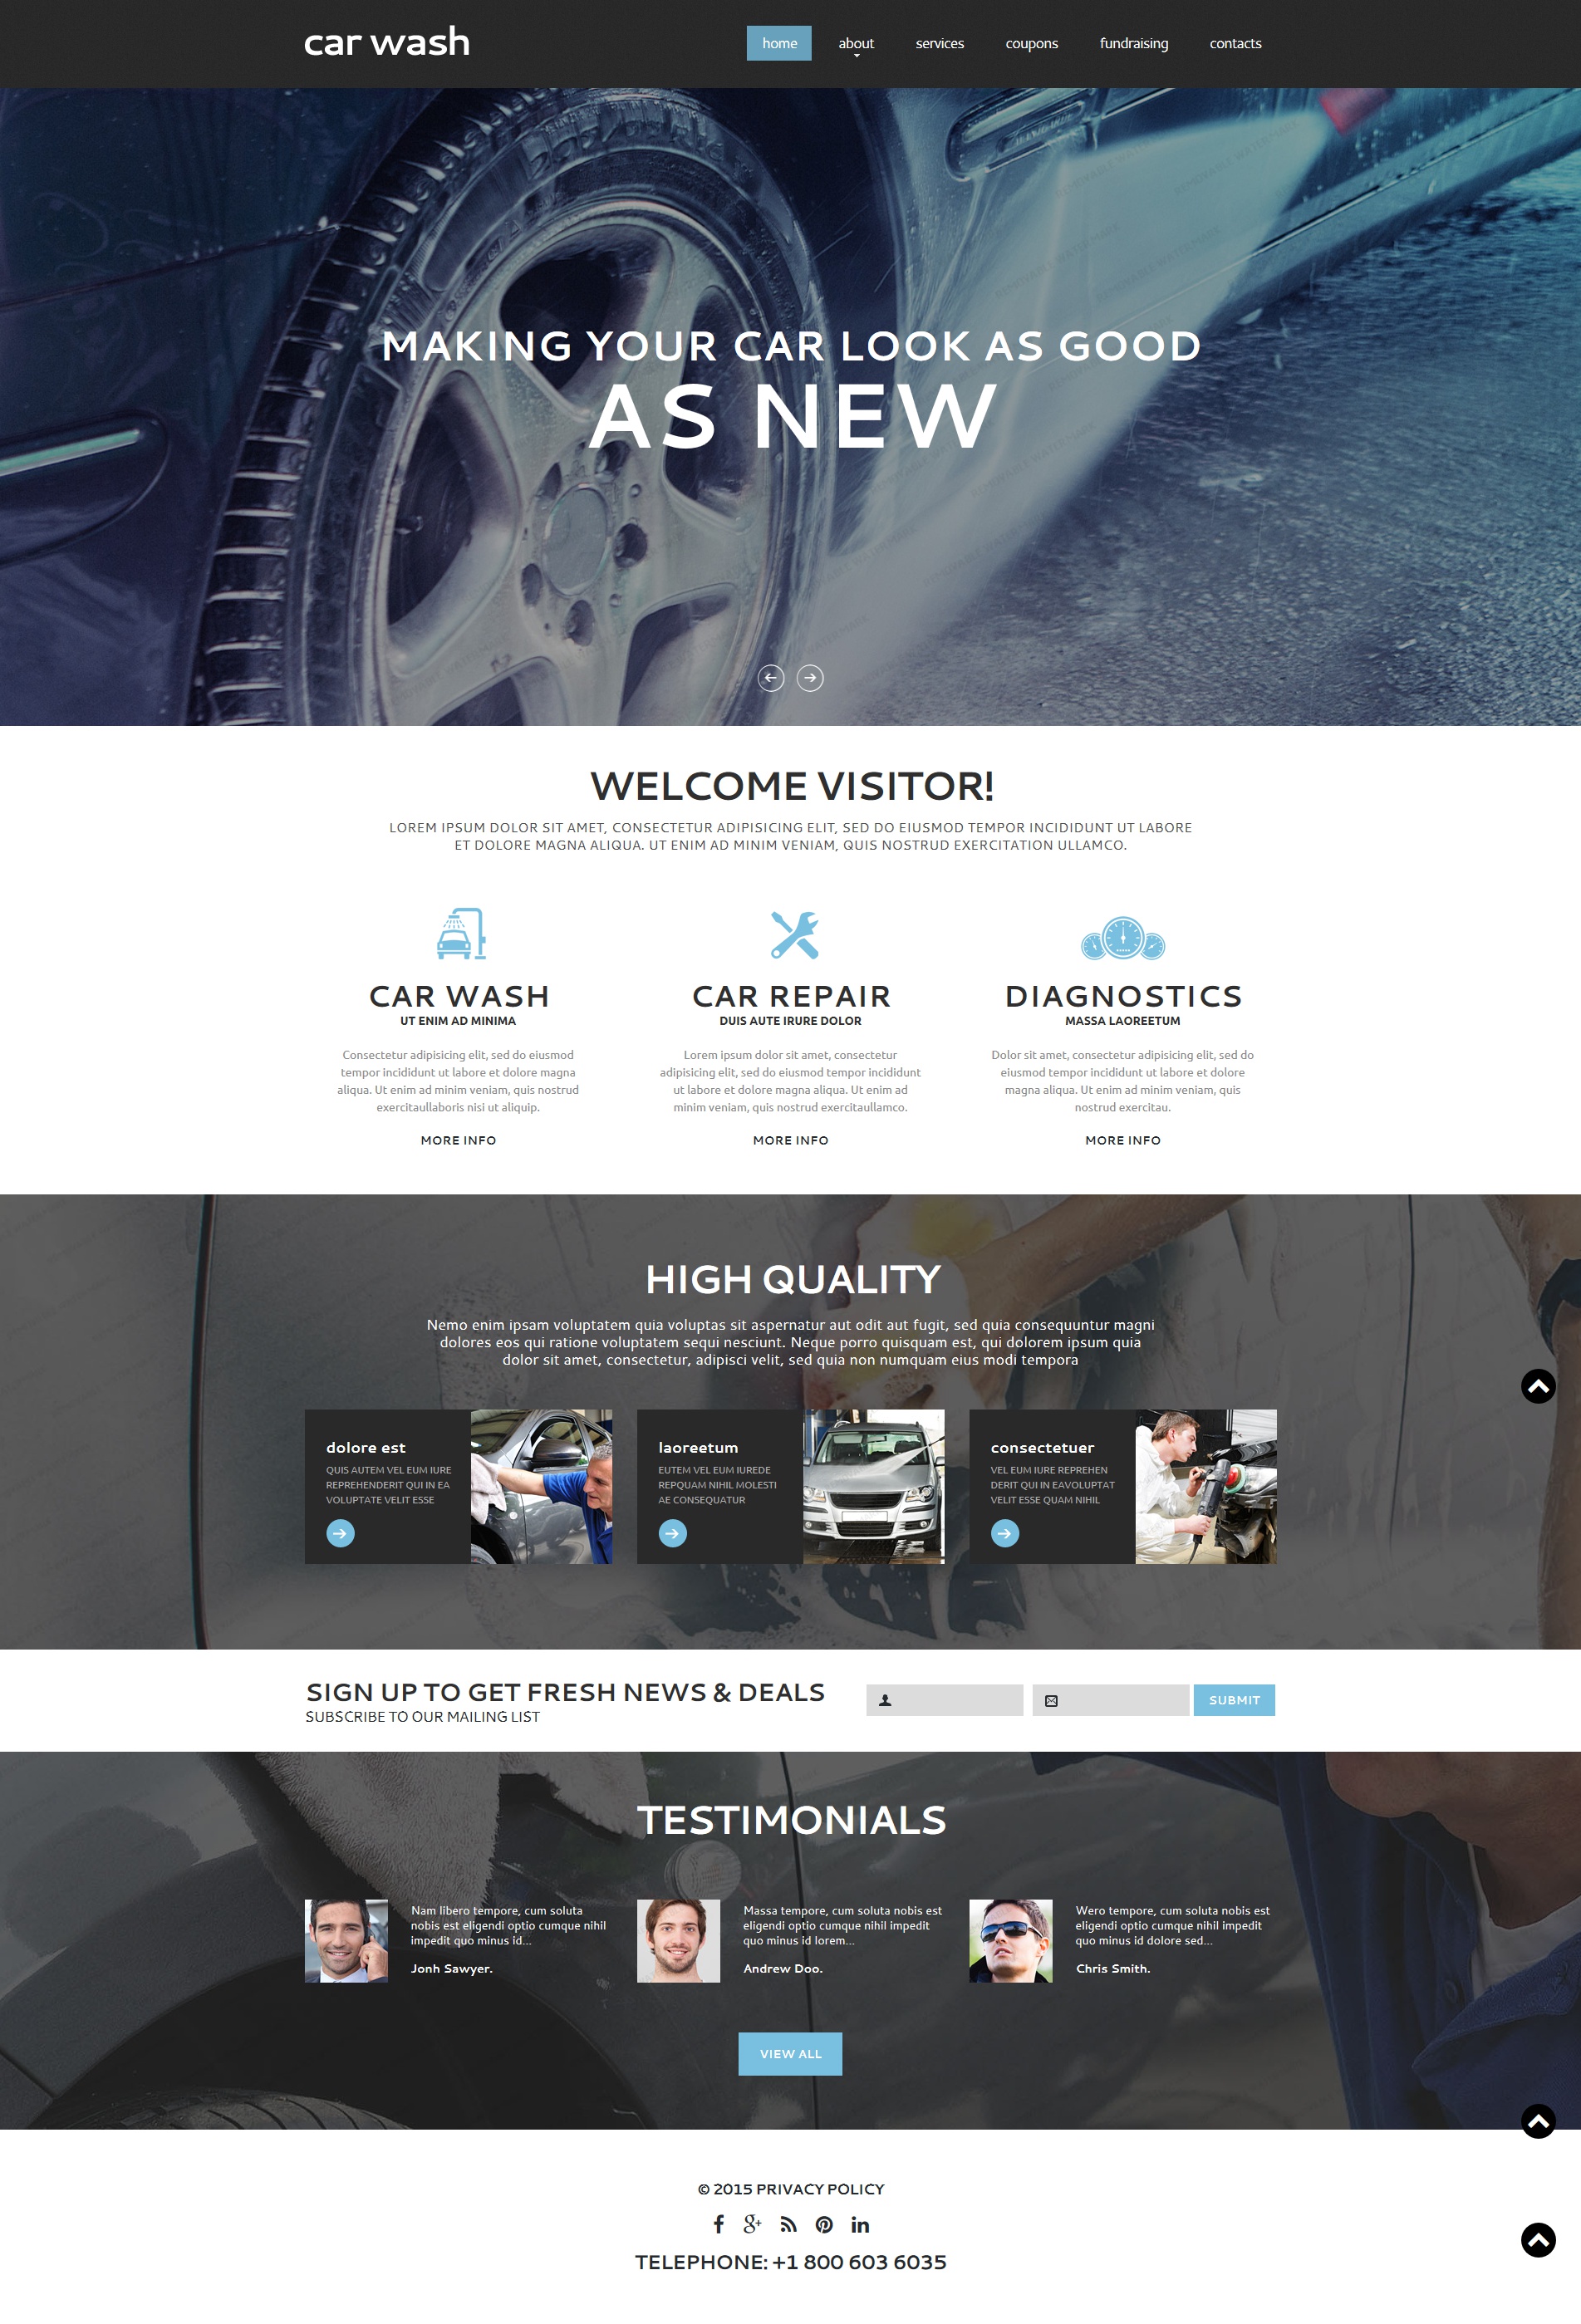 car wash
home about services coupons fundraising contacts
MAKING YOUR CAR LOOK AS GOOD
AS NEW
WELCOME VISITOR!
LOREM IPSUM DOLOR SIT AMET, CONSECTETUR ADIPISICING ELIT, SED DO EIUSMOD TEMPOR INCIDIDUNT UT LABORE
ET DOLORE MAGNA ALIQUA. UT ENIM AD MINIM VENIAM, QUIS NOSTRUD EXERCITATION ULLAMCO.
CAR WASH
UT ENIM AD MINIMA
Consectetur adipisicing elit, sed do eiusmod
tempor incididunt ut labore et dolore magna
aliqua. Ut enim ad minim veniam, quis nostrud
exercitaullaboris nisi ut aliquip.
MORE INFO
CAR REPAIR
DUIS AUTE IRURE DOLOR
Lorem ipsum dolor sit amet, consectetur
adipisicing elit, sed do eiusmod tempor incididunt
ut labore et dolore magna aliqua. Ut enim ad
minim veniam, quis nostrud exercitaullamco.
MORE INFO
DIAGNOSTICS
MASSA LAOREETUM
Dolor sit amet, consectetur adipisicing elit, sed do
eiusmod tempor incididunt ut labore et dolore
magna aliqua. Ut enim ad minim veniam, quis
nostrud exercitau.
MORE INFO
HIGH QUALITY
Nemo enim ipsam voluptatem quia voluptas sit aspernatur aut odit aut fugit, sed quia consequuntur magni
dolores eos qui ratione voluptatem sequi nesciunt. Neque porro quisquam est, qui dolorem ipsum quia
dolor sit amet, consectetur, adipisci velit, sed quia non numquam eius modi tempora
dolore est
QUIS AUTEM VEL EUM IURE
REPREHENDERIT QUI IN EA
VOLUPTATE VELIT ESSE
laoreetum
EUTEM VEL EUM IUREDE
REPQUAM NIHIL MOLESTI
AE CONSEQUATUR
consectetuer
VEL EUM IURE REPREHEN
DERIT QUI IN EAVOLUPTAT
VELIT ESSE QUAM NIHIL
SIGN UP TO GET FRESH NEWS & DEALS
SUBSCRIBE TO OUR MAILING LIST
SUBMIT
TESTIMONIALS
Nam libero tempore, cum soluta
nobis est eligendi optio cumque nihil
impedit quo minus id...
Jonh Sawyer.
Massa tempore, cum soluta nobis est
eligendi optio cumque nihil impedit
quo minus id lorem...
Andrew Doo.
Wero tempore, cum soluta nobis est
eligendi optio cumque nihil impedit
quo minus id dolore sed...
Chris Smith.
VIEW ALL
© 2015 PRIVACY POLICY
TELEPHONE: +1 800 603 6035